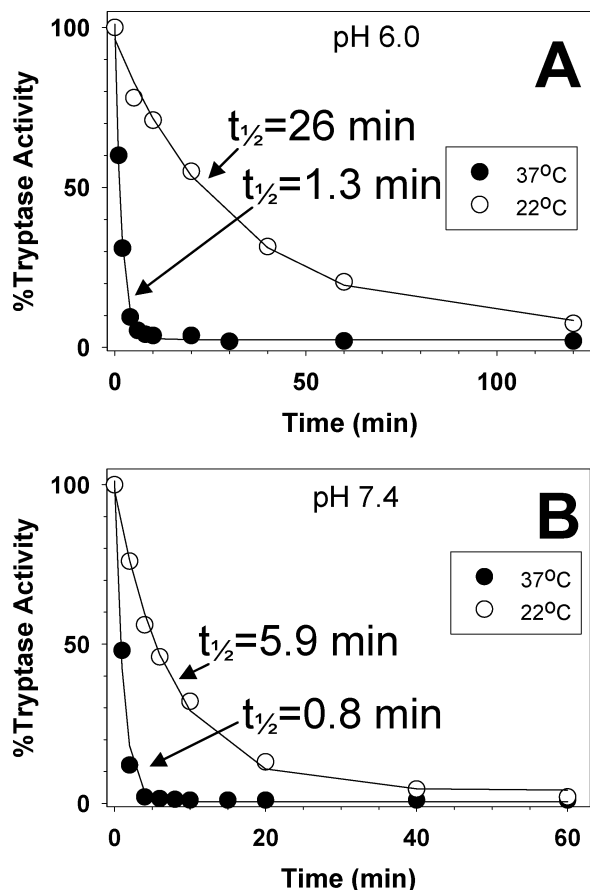 pH 6.0
A
%Tryptase Activity
100
50
0
t½=26 min
t½=1.3 min
37ºC
22ºC
0
50
100
Time (min)
pH 7.4
B
%Tryptase Activity
100
50
0
t½=5.9 min
t½=0.8 min
37ºC
22ºC
0
20
40
60
Time (min)